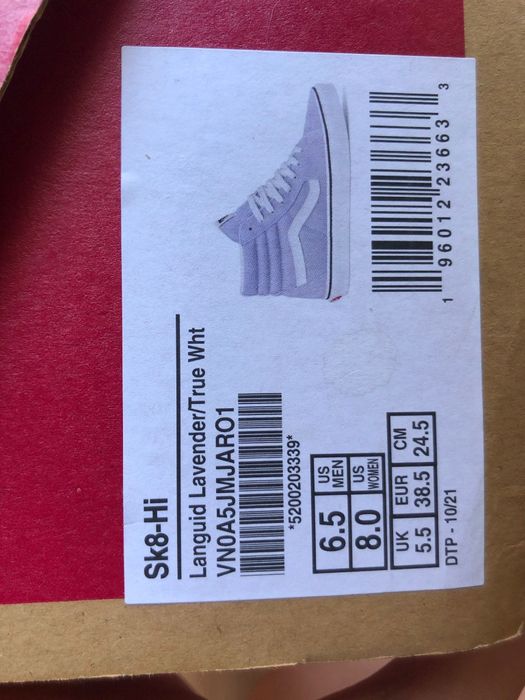 Sk8-Hi
Languid Lavender/True Wht
VN0A5JMJARO1
*5200203339*
6.5 US MEN
8.0 US WOMEN
UK EUR CM
5.5 38.5 24.5
DTP - 10/21
1 96012 23663 3